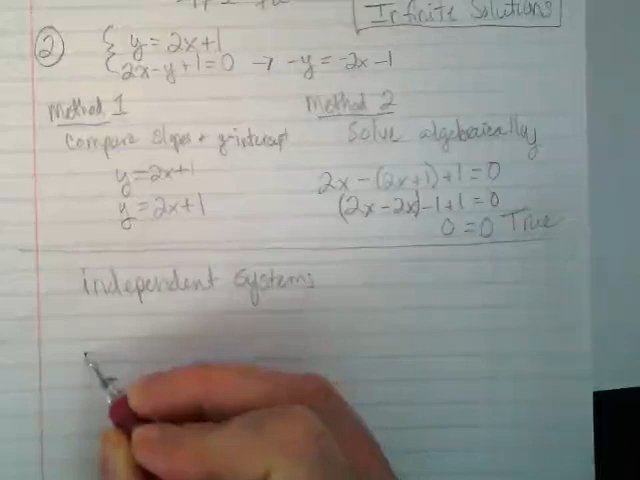 Infinite Solutions
② { y = 2x+1
{ 2x-y+1=0 → -y = -2x -1
Method 1
Compare slopes + y-intercept
y=2x+1
y=2x+1
Method 2
Solve algebraically
2x - (2x+1) +1 = 0
(2x - 2x) -1 +1 = 0
0 = 0 True
independent systems